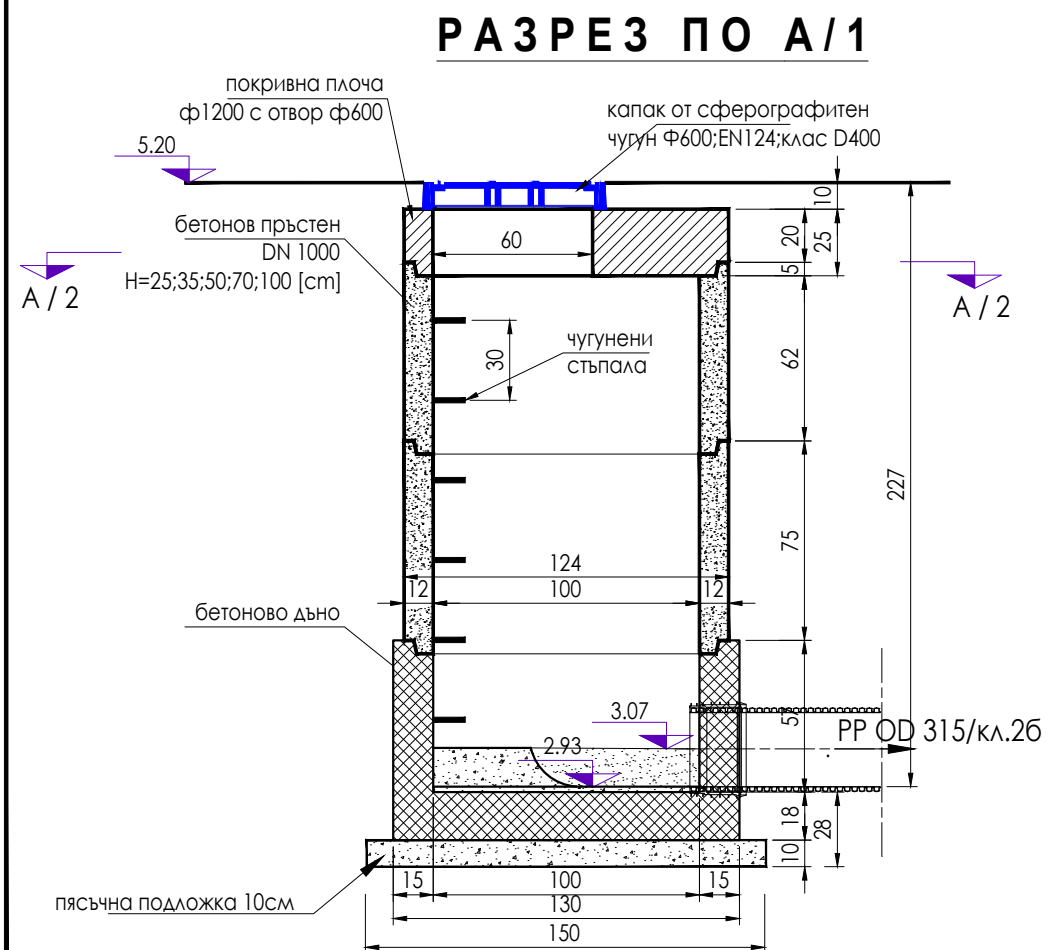 РАЗРЕЗ ПО А/1
покривна плоча
ф1200 с отвор ф600
капак от сферографитен
чугун Ф600;EN124;клас D400
5.20
10
бетонов пръстен
DN 1000
H=25;35;50;70;100 [cm]
60
20
25
5
А / 2
А / 2
чугунени
стъпала
30
62
227
75
124
12
100
12
бетоново дъно
57
3.07
PP OD 315/кл.2б
2.93
18
28
10
15
100
15
пясъчна подложка 10см
130
150